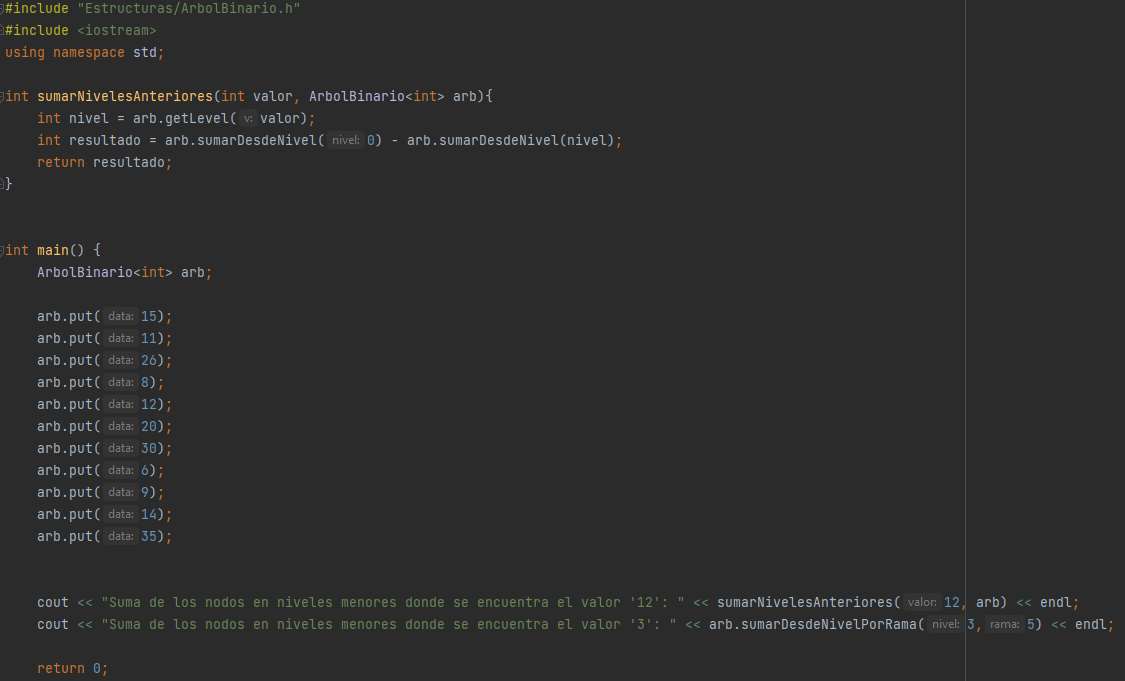 #include "Estructuras/ArbolBinario.h"
#include <iostream>
using namespace std;
int sumarNivelesAnteriores(int valor, ArbolBinario<int> arb){
int nivel = arb.getLevel( v: valor);
int resultado = arb.sumarDesdeNivel( nivel: 0) - arb.sumarDesdeNivel(nivel);
return resultado;
}
int main() {
ArbolBinario<int> arb;
arb.put( data: 15);
arb.put( data: 11);
arb.put( data: 26);
arb.put( data: 8);
arb.put( data: 12);
arb.put( data: 20);
arb.put( data: 30);
arb.put( data: 6);
arb.put( data: 9);
arb.put( data: 14);
arb.put( data: 35);
cout << "Suma de los nodos en niveles menores donde se encuentra el valor '12': " << sumarNivelesAnteriores( valor: 12, arb) << endl;
cout << "Suma de los nodos en niveles menores donde se encuentra el valor '3': " << arb.sumarDesdeNivelPorRama( nivel: 3, rama: 5) << endl;
return 0;